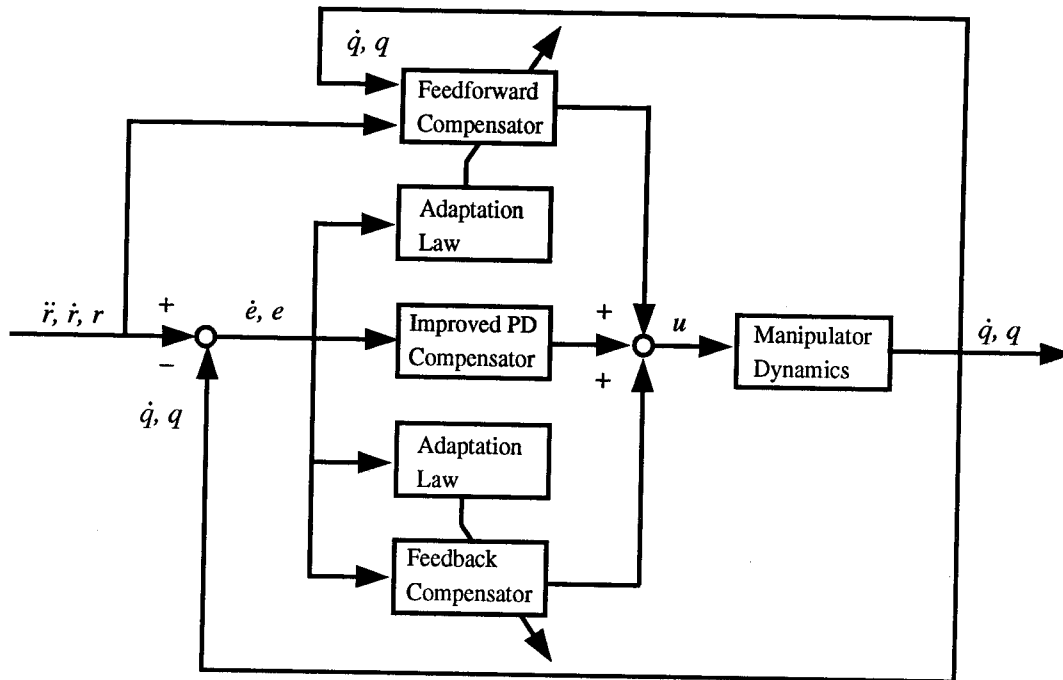 q̇, q
Feedforward
Compensator
Adaptation
Law
r̈, ṙ, r
+
−
ė, e
q̇, q
Improved PD
Compensator
+
+
u
Manipulator
Dynamics
q̇, q
Adaptation
Law
Feedback
Compensator